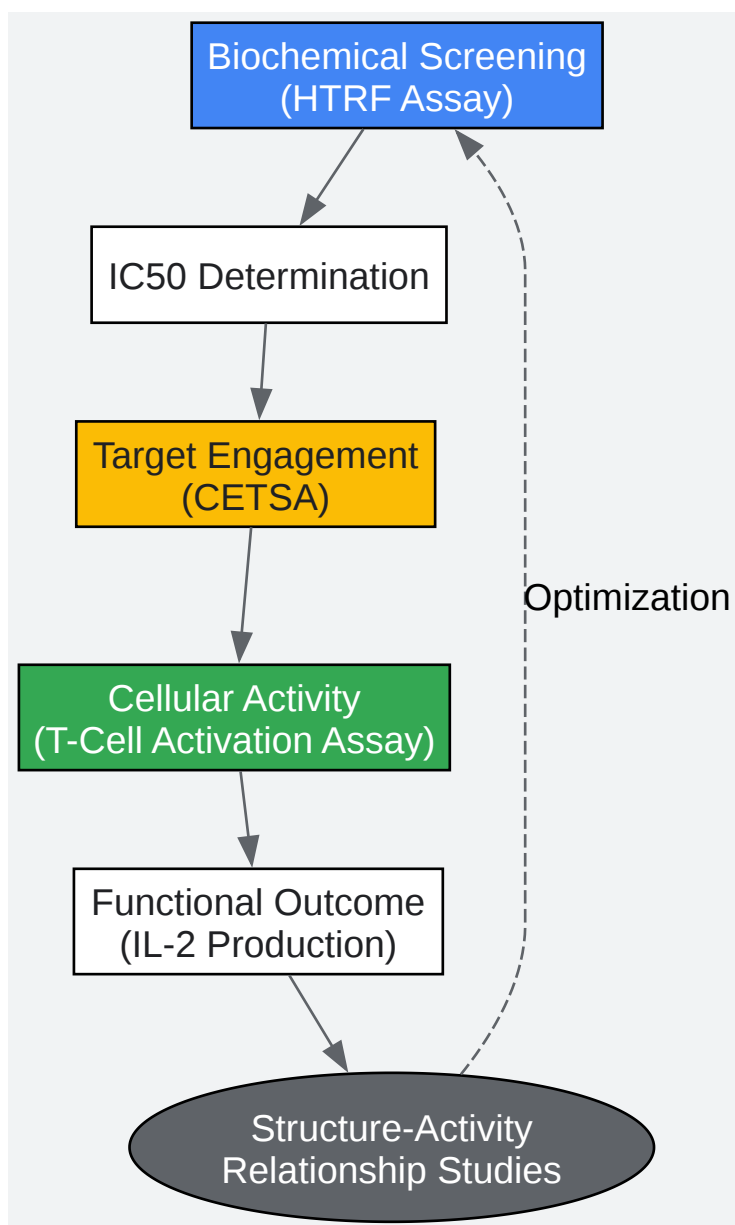 Biochemical Screening
(HTRF Assay)
IC50 Determination
Target Engagement
(CETSA)
Optimization
Cellular Activity
(T-Cell Activation Assay)
Functional Outcome
(IL-2 Production)
Structure-Activity
Relationship Studies